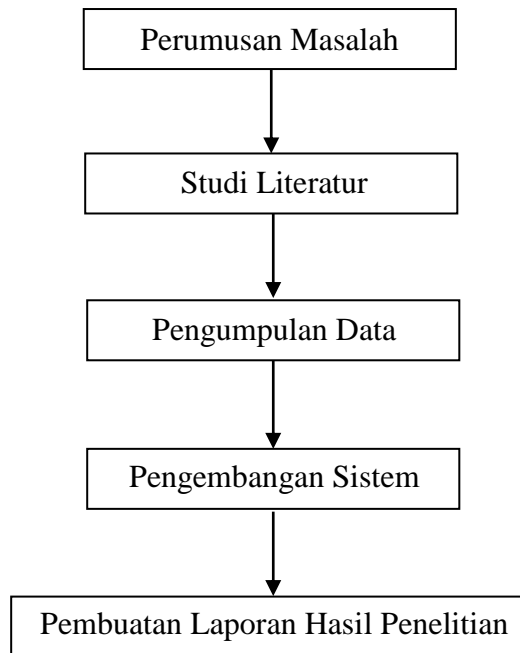 Perumusan Masalah
Studi Literatur
Pengumpulan Data
Pengembangan Sistem
Pembuatan Laporan Hasil Penelitian